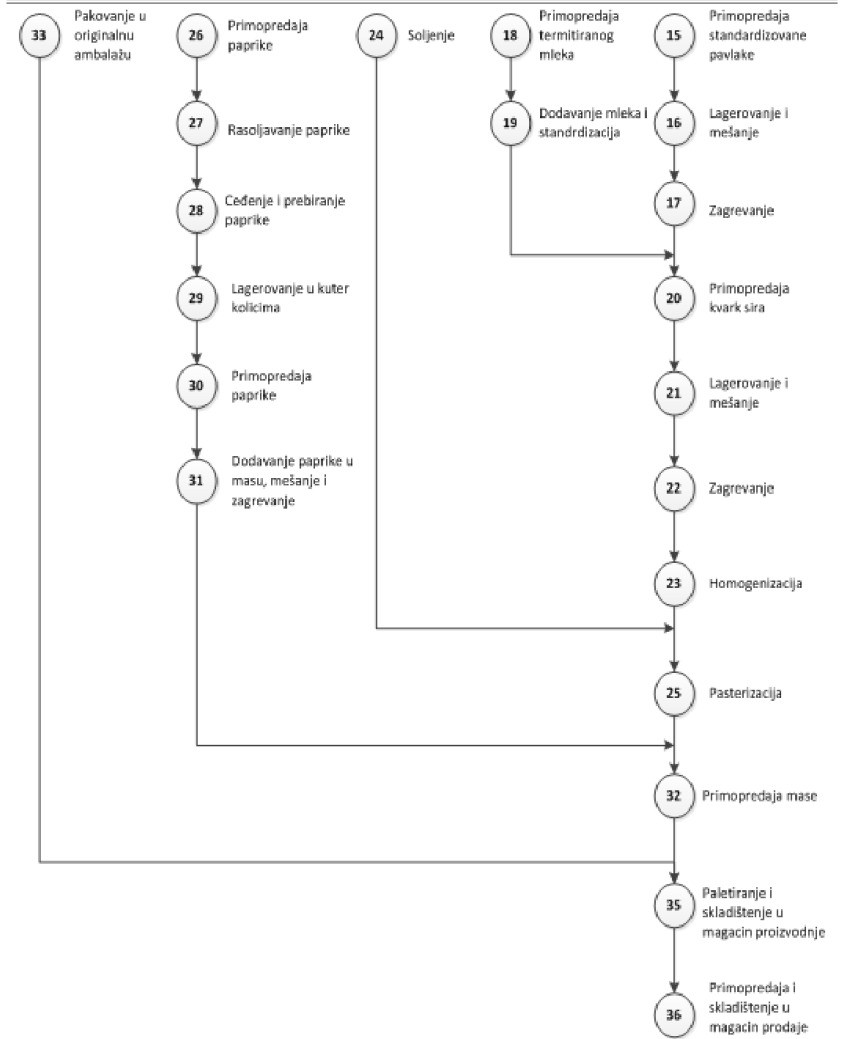 33
Pakovanje u
originalnu
ambalažu
26
Primopredaja
paprike
24
Soljenje
18
Primopredaja
termitiranog
mleka
15
Primopredaja
standardizovane
pavlake
27
Rasoljavanje paprike
19
Dodavanje mleka i
standrdizacija
16
Lagerovanje i
mešanje
28
Ceđenje i prebiranje
paprike
17
Zagrevanje
29
Lagerovanje u kuter
kolicima
20
Primopredaja
kvark sira
30
Primopredaja
paprike
21
Lagerovanje i
mešanje
31
Dodavanje paprike u
masu, mešanje i
zagrevanje
22
Zagrevanje
23
Homogenizacija
25
Pasterizacija
32
Primopredaja mase
35
Paletiranje i
skladištenje u
magacin proizvodnje
36
Primopredaja i
skladištenje u
magacin prodaje